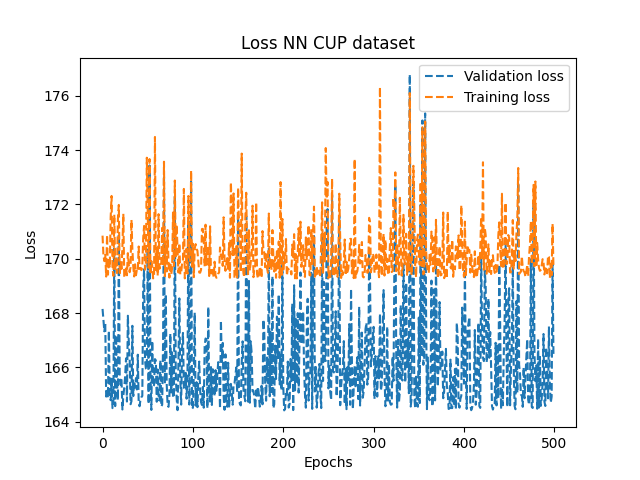 Loss NN CUP dataset
Validation loss
Training loss
176
174
172
170
168
166
164
Loss
0
100
200
300
400
500
Epochs